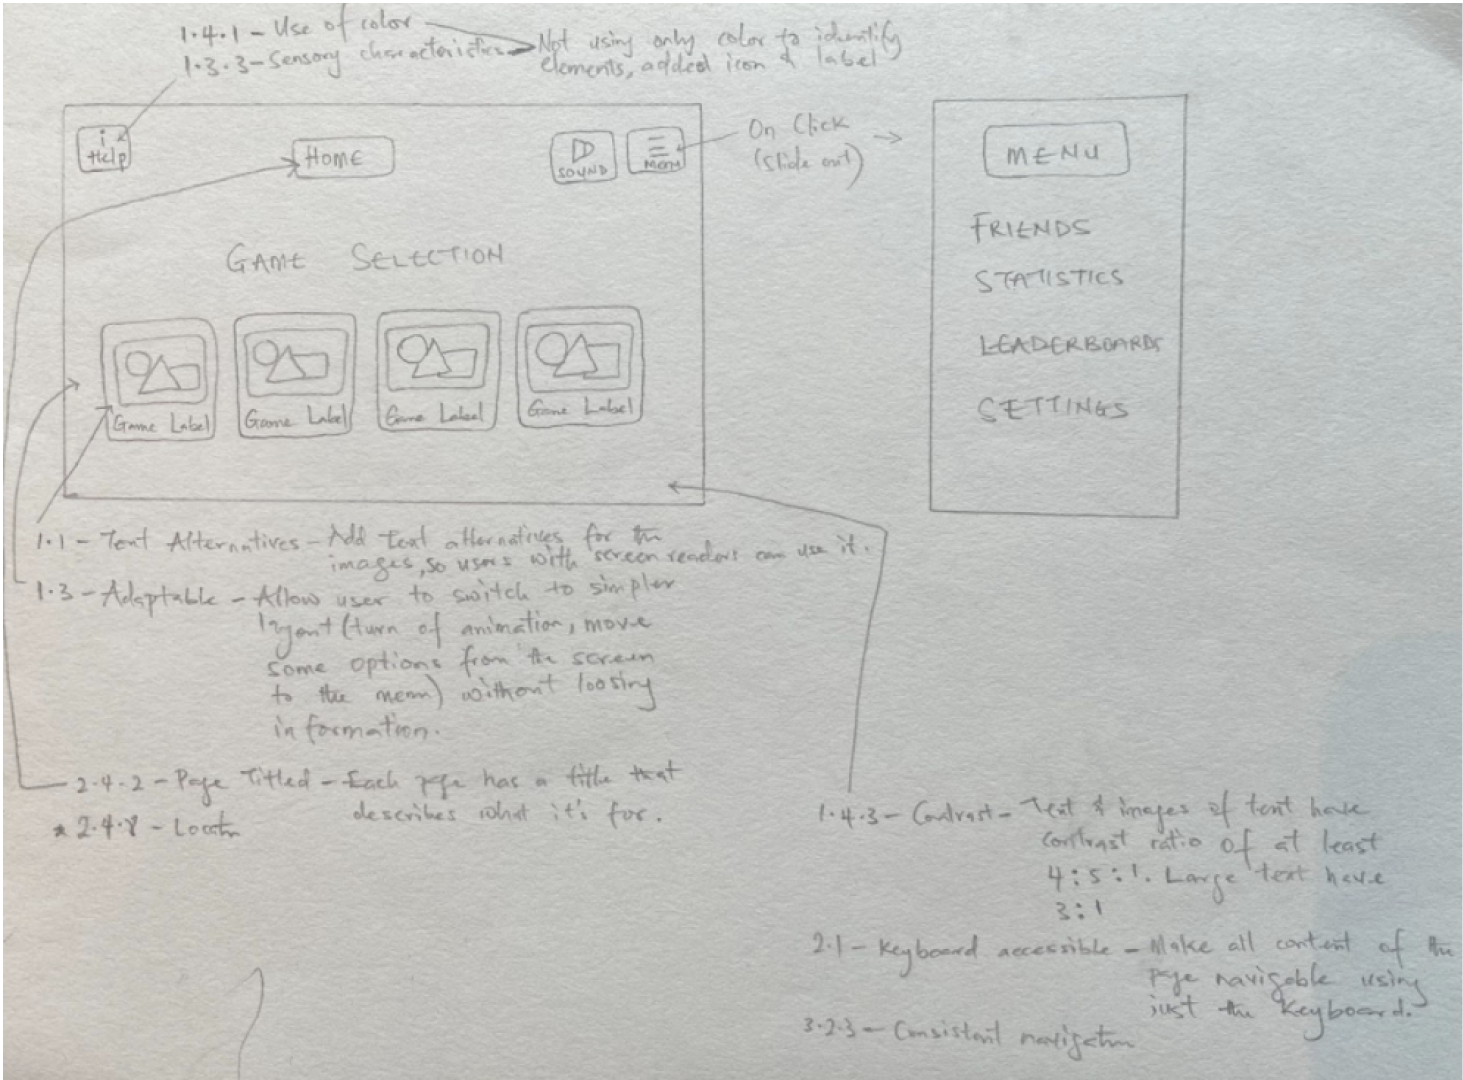 1.4.1 - Use of color
1.3.3 - Sensory characteristics
Not using only color to identify
elements, added icon & label
i
Help
HOME
SOUND
MENU
On Click
(Slide out)
MENU
GAME SELECTION
FRIENDS
STATISTICS
LEADERBOARDS
SETTINGS
Game Label
Game Label
Game Label
Game Label
1.1 - Text Alternatives - Add text alternatives for the
images, so users with screen readers can use it.
1.3 - Adaptable - Allow user to switch to simpler
layout (turn of animation, move
some options from the screen
to the menu) without loosing
information.
2.4.2 - Page Titled - Each page has a title that
describes what it's for.
* 2.4.8 - Locatn
1.4.3 - Contrast - Text & images of text have
contrast ratio of at least
4:5:1. Large text have
3:1
2.1 - Keyboard accessible - Make all content of the
page navigable using
just the keyboard.
3.2.3 - Consistant navigatn